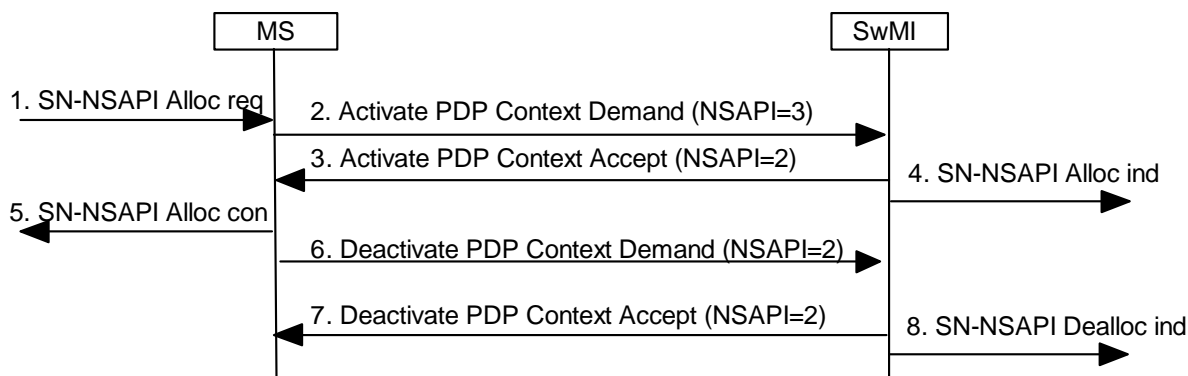 MS
SwMI
1. SN-NSAPI Alloc req
2. Activate PDP Context Demand (NSAPI=3)
3. Activate PDP Context Accept (NSAPI=2)
4. SN-NSAPI Alloc ind
5. SN-NSAPI Alloc con
6. Deactivate PDP Context Demand (NSAPI=2)
7. Deactivate PDP Context Accept (NSAPI=2)
8. SN-NSAPI Dealloc ind